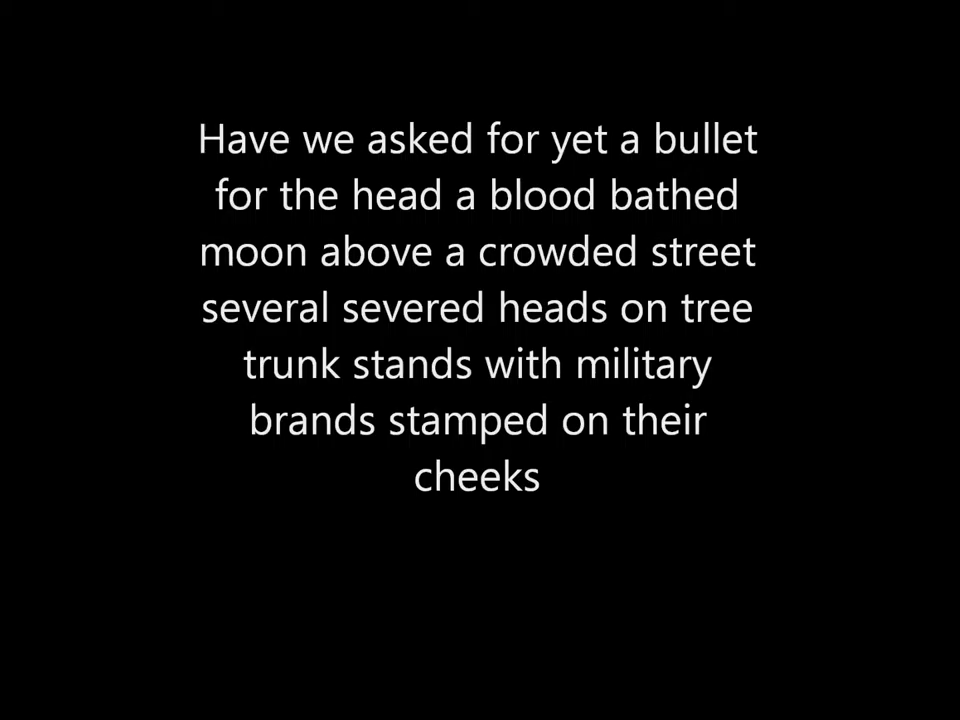 Have we asked for yet a bullet
for the head a blood bathed
moon above a crowded street
several severed heads on tree
trunk stands with military
brands stamped on their
cheeks